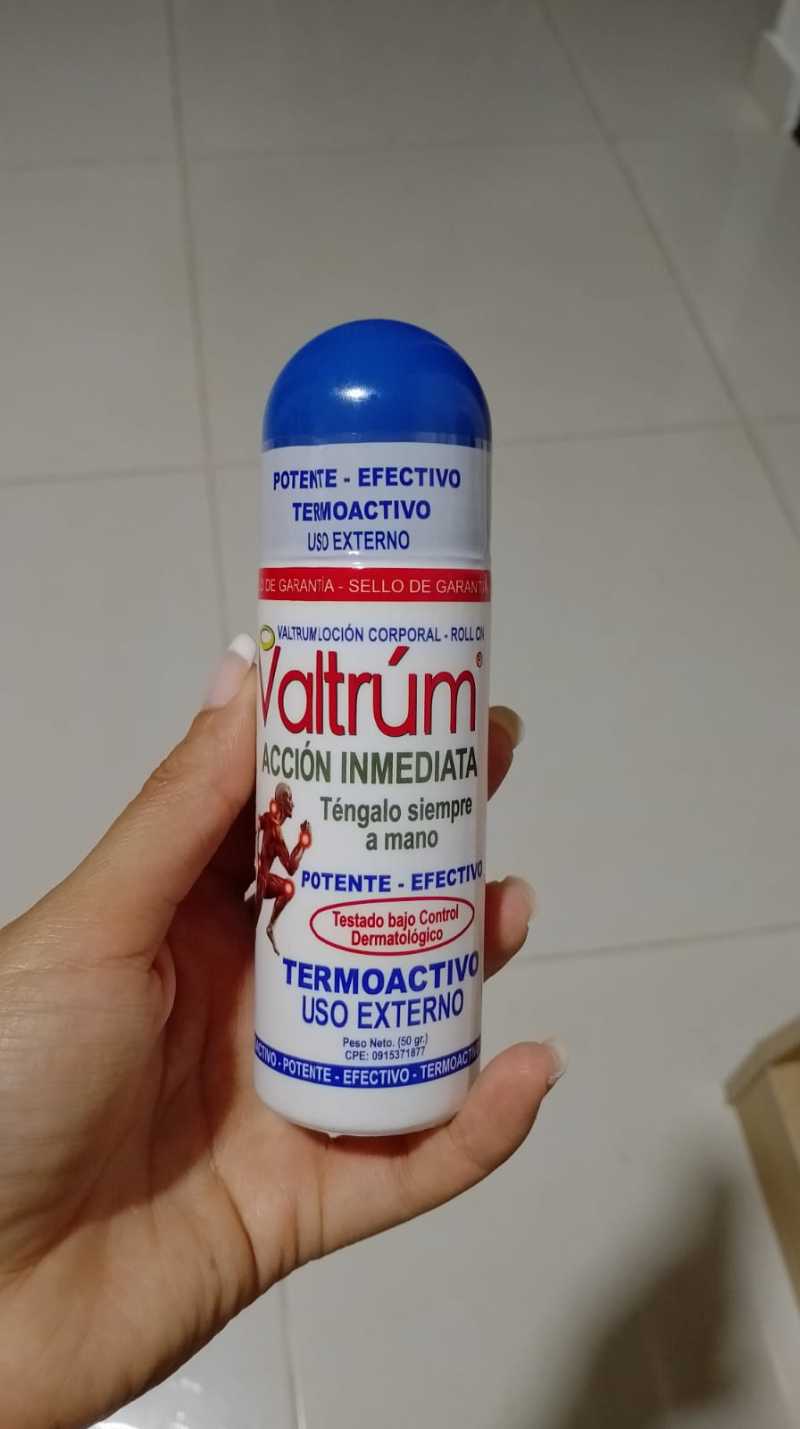 POTENTE - EFECTIVO
TERMOACTIVO
USO EXTERNO
DE GARANTÍA - SELLO DE GARANTÍA
VALTRUM LOCIÓN CORPORAL - ROLL ON
Valtrúm®
ACCIÓN INMEDIATA
Téngalo siempre
a mano
POTENTE - EFECTIVO
Testado bajo Control
Dermatológico
TERMOACTIVO
USO EXTERNO
Peso Neto. (50 gr.)
CPE: 0915371877
ACTIVO - POTENTE - EFECTIVO - TERMOACTIV